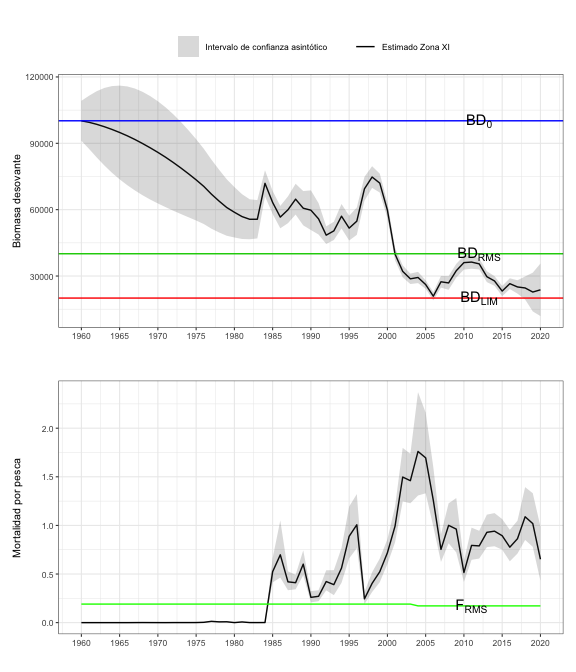 Intervalo de confianza asintótico Estimado Zona XI
120000
90000
60000
30000
Biomasa desovante
BD0
BDRMS
BDLIM
1960 1965 1970 1975 1980 1985 1990 1995 2000 2005 2010 2015 2020
2.0
1.5
1.0
0.5
0.0
Mortalidad por pesca
FRMS
1960 1965 1970 1975 1980 1985 1990 1995 2000 2005 2010 2015 2020